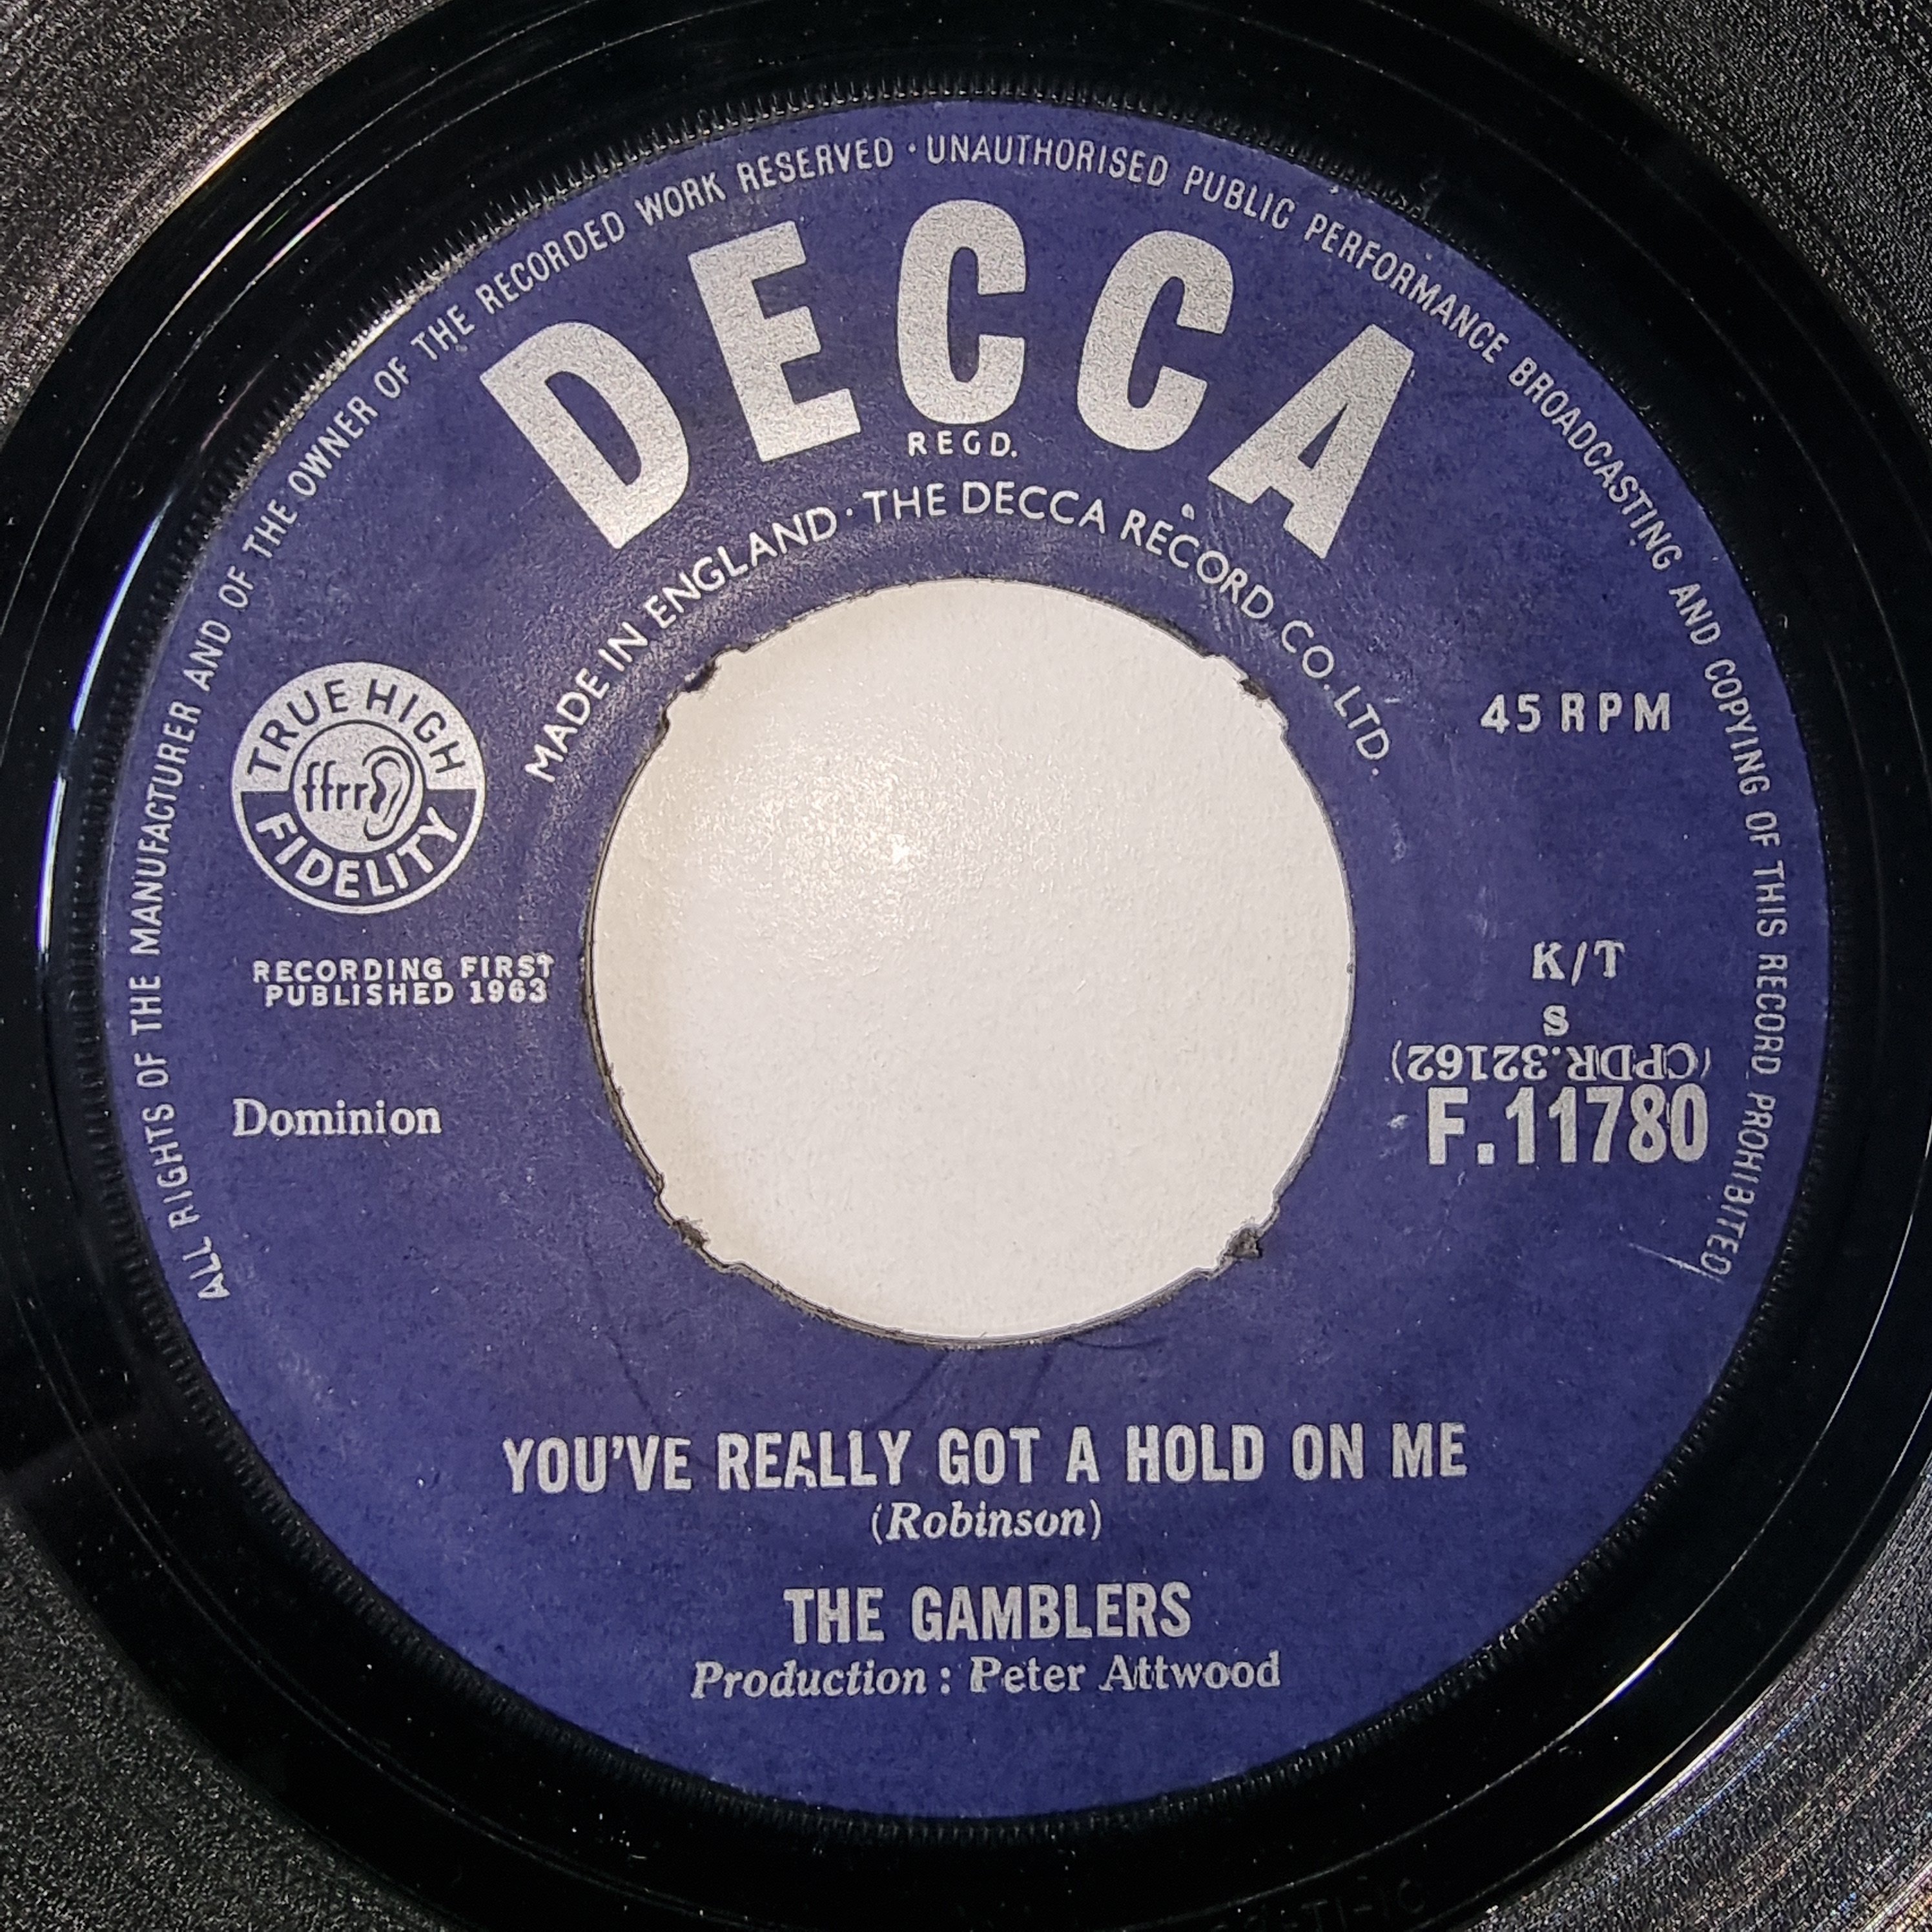 ALL RIGHTS OF THE MANUFACTURER AND OF THE OWNER OF THE RECORDED WORK RESERVED · UNAUTHORISED PUBLIC PERFORMANCE BROADCASTING AND COPYING OF THIS RECORD PROHIBITED
DECCA
REGD.
MADE IN ENGLAND · THE DECCA RECORD CO. LTD.
TRUE HIGH
ffrr
FIDELITY
45 RPM
RECORDING FIRST
PUBLISHED 1963
K/T
S
(CPDR.32162)
F.11780
Dominion
YOU'VE REALLY GOT A HOLD ON ME
(Robinson)
THE GAMBLERS
Production : Peter Attwood